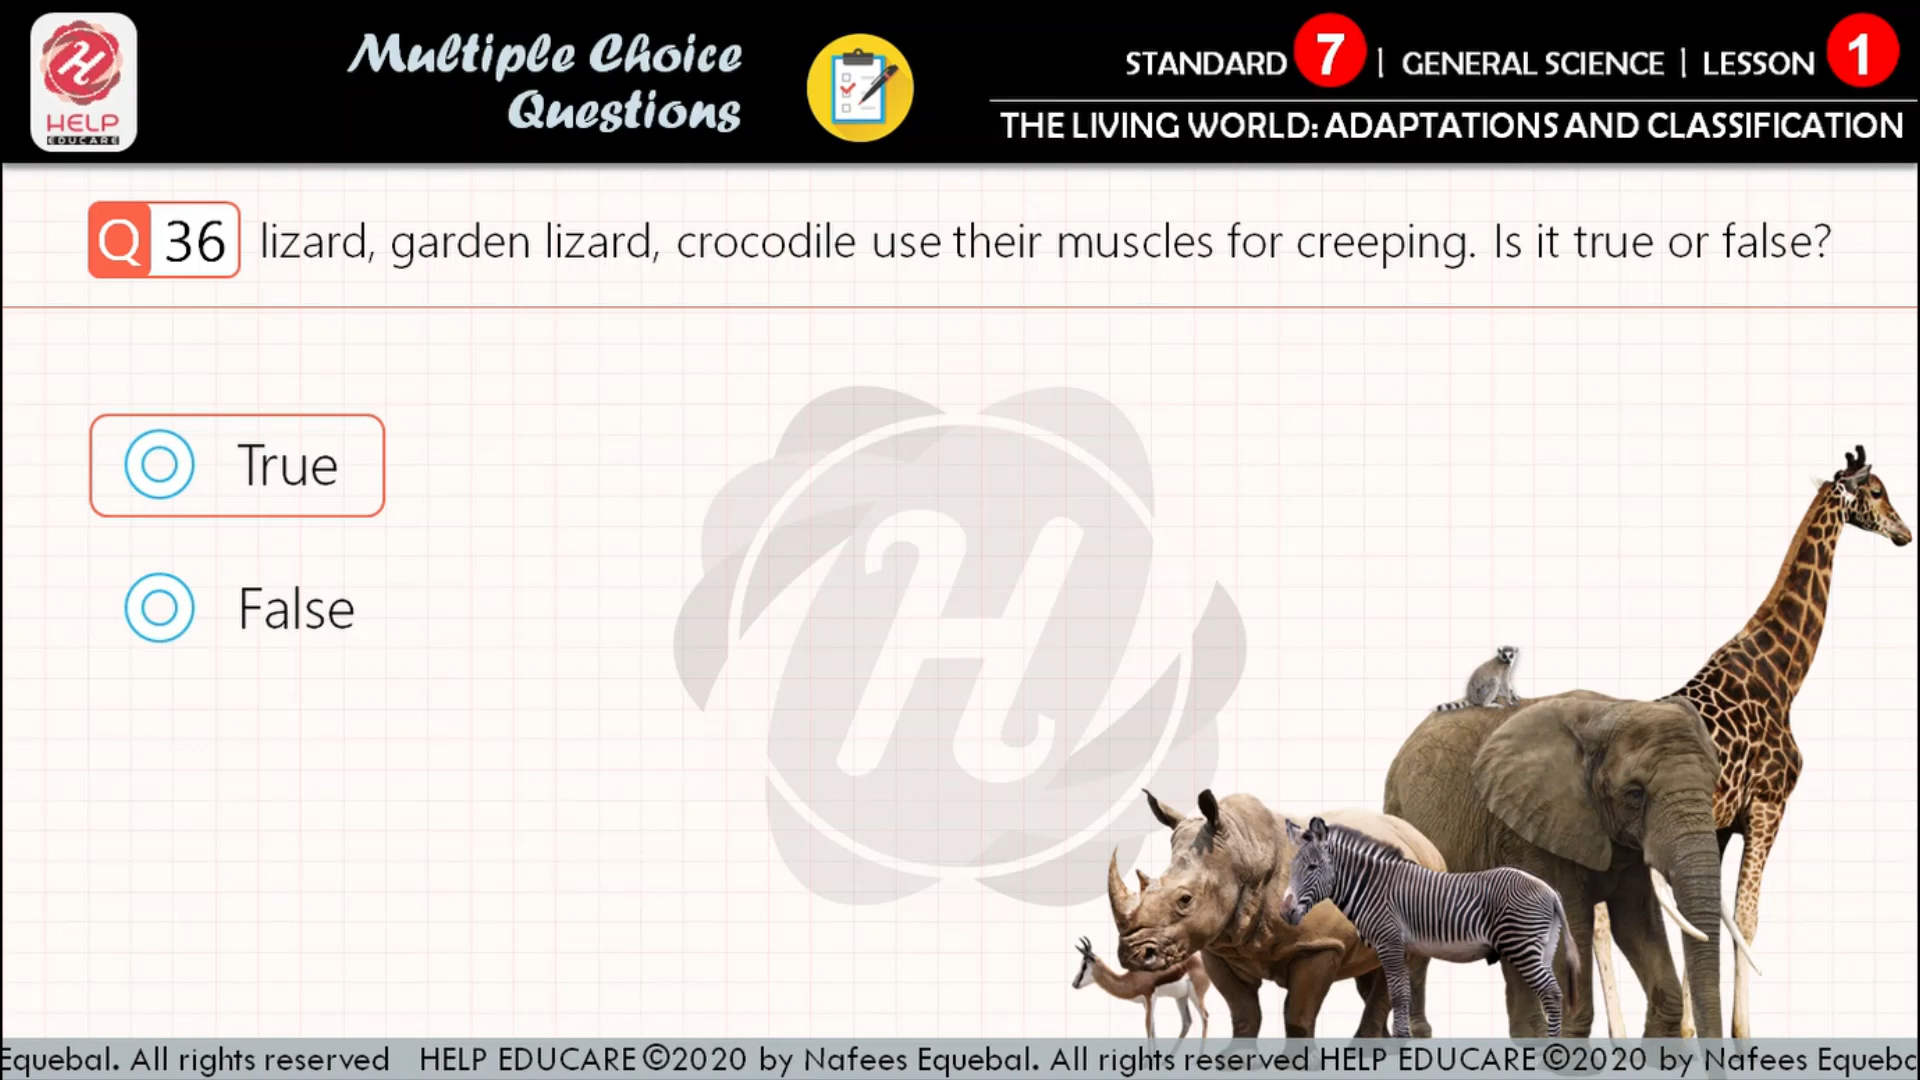 HELP
EDUCARE
Multiple Choice
Questions
STANDARD 7 | GENERAL SCIENCE | LESSON 1
THE LIVING WORLD: ADAPTATIONS AND CLASSIFICATION
Q 36 lizard, garden lizard, crocodile use their muscles for creeping. Is it true or false?
True
False
Equebal. All rights reserved HELP EDUCARE ©2020 by Nafees Equebal. All rights reserved HELP EDUCARE ©2020 by Nafees Equeba